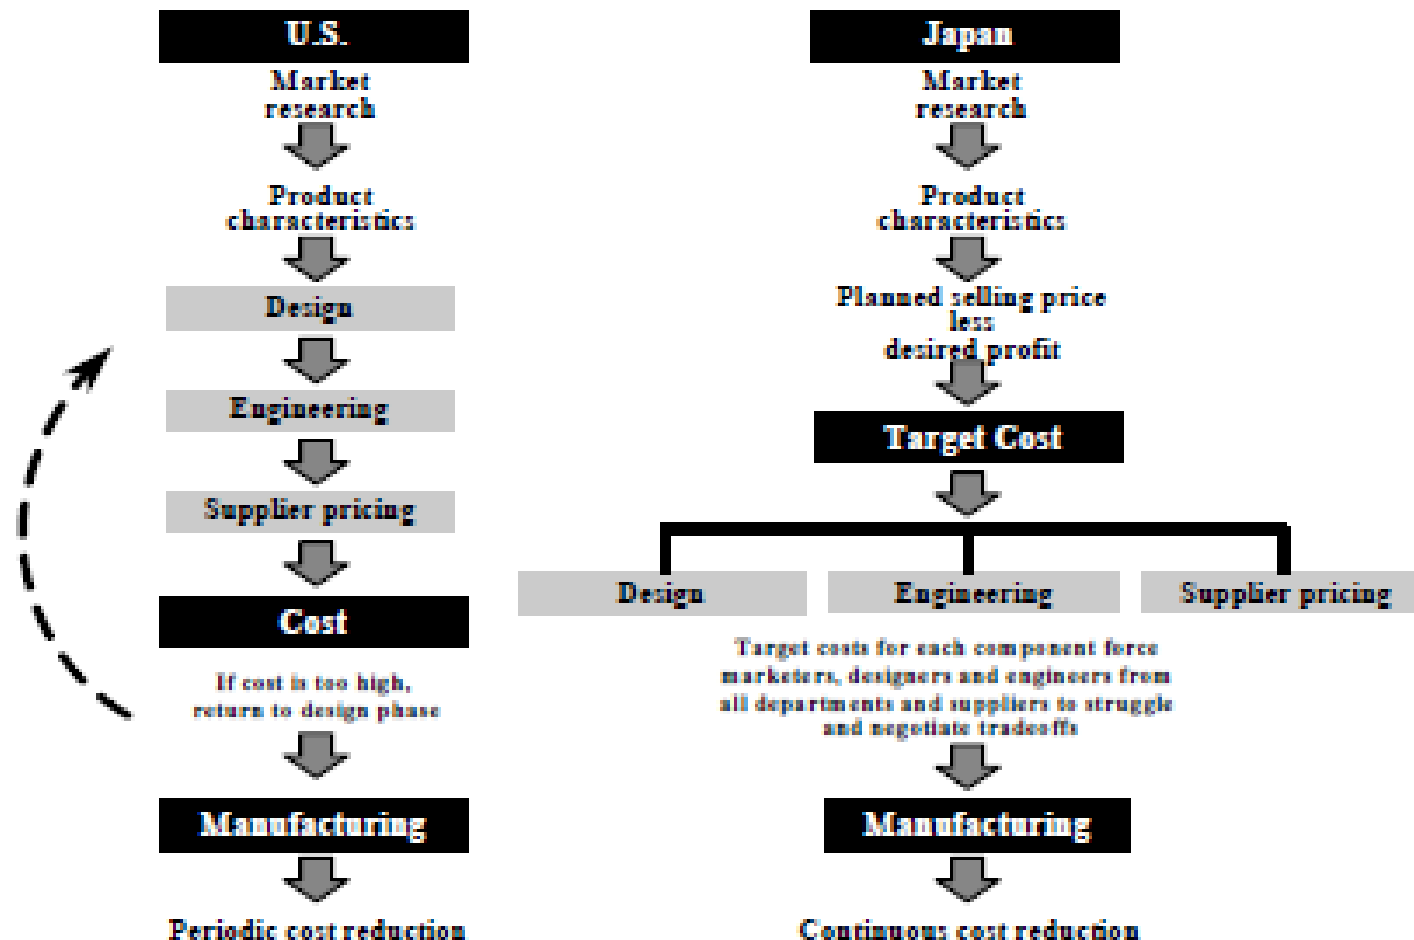 U.S.
Market
research
Product
characteristics
Design
Engineering
Supplier pricing
Cost
If cost is too high,
return to design phase
Manufacturing
Periodic cost reduction
Japan
Market
research
Product
characteristics
Planned selling price
less
desired profit
Target Cost
Design
Engineering
Supplier pricing
Target costs for each component force
marketers, designers and engineers from
all departments and suppliers to struggle
and negotiate tradeoffs
Manufacturing
Continuous cost reduction